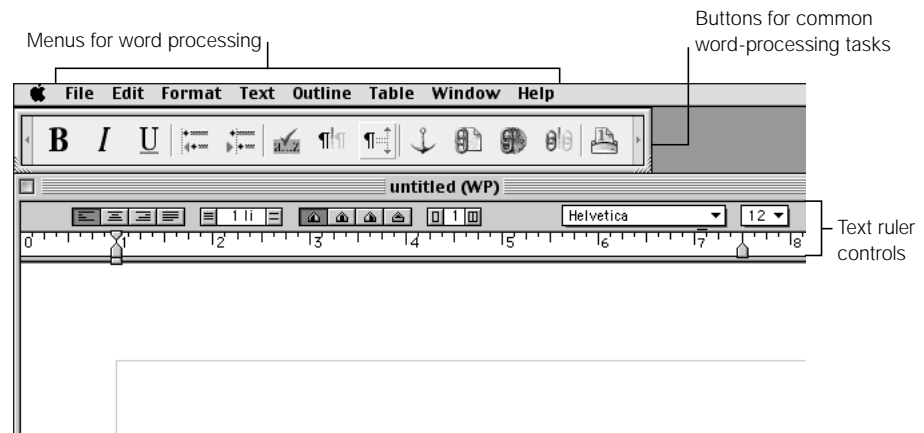 Buttons for common
word-processing tasks
Menus for word processing
File Edit Format Text Outline Table Window Help
B I U a...z ¶ ¶ ¶ 1
untitled (WP)
1 li 1 Helvetica 12
0 1 2 3 4 5 6 7 8
Text ruler
controls